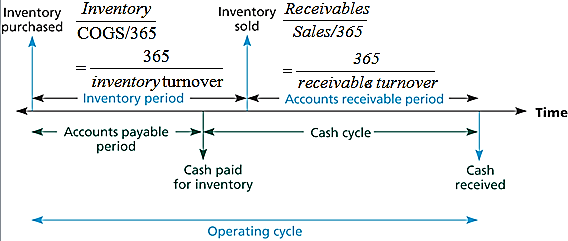 Inventory purchased
Inventory
COGS/365
= 365
inventory turnover
Inventory sold
Receivables
Sales/365
= 365
receivable turnover
Inventory period
Accounts receivable period
Time
Accounts payable period
Cash cycle
Cash paid for inventory
Cash received
Operating cycle